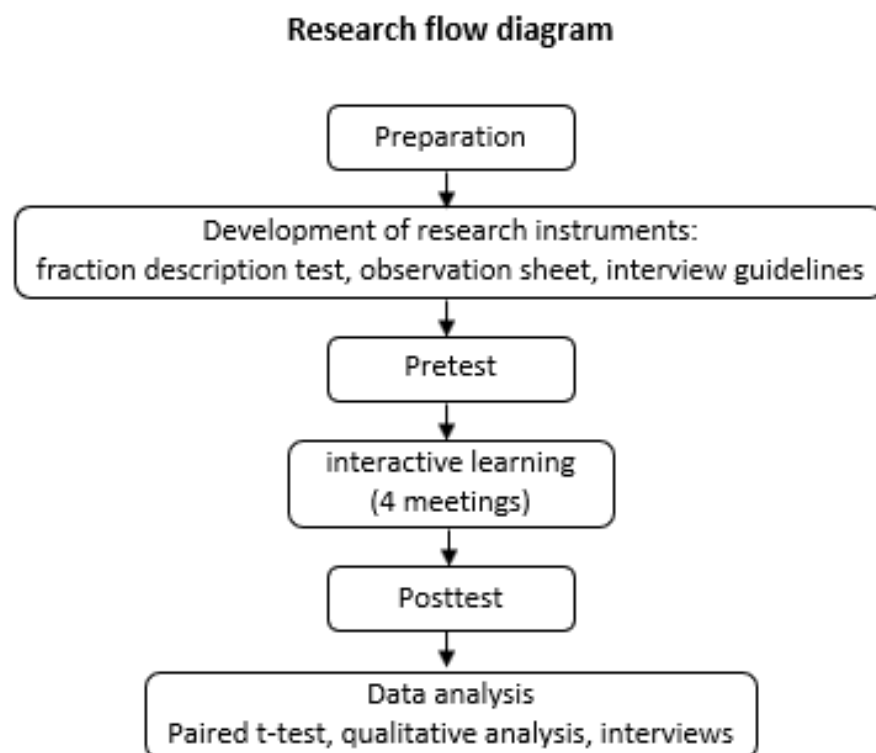 Research flow diagram
Preparation
Development of research instruments:
fraction description test, observation sheet, interview guidelines
Pretest
interactive learning
(4 meetings)
Posttest
Data analysis
Paired t-test, qualitative analysis, interviews